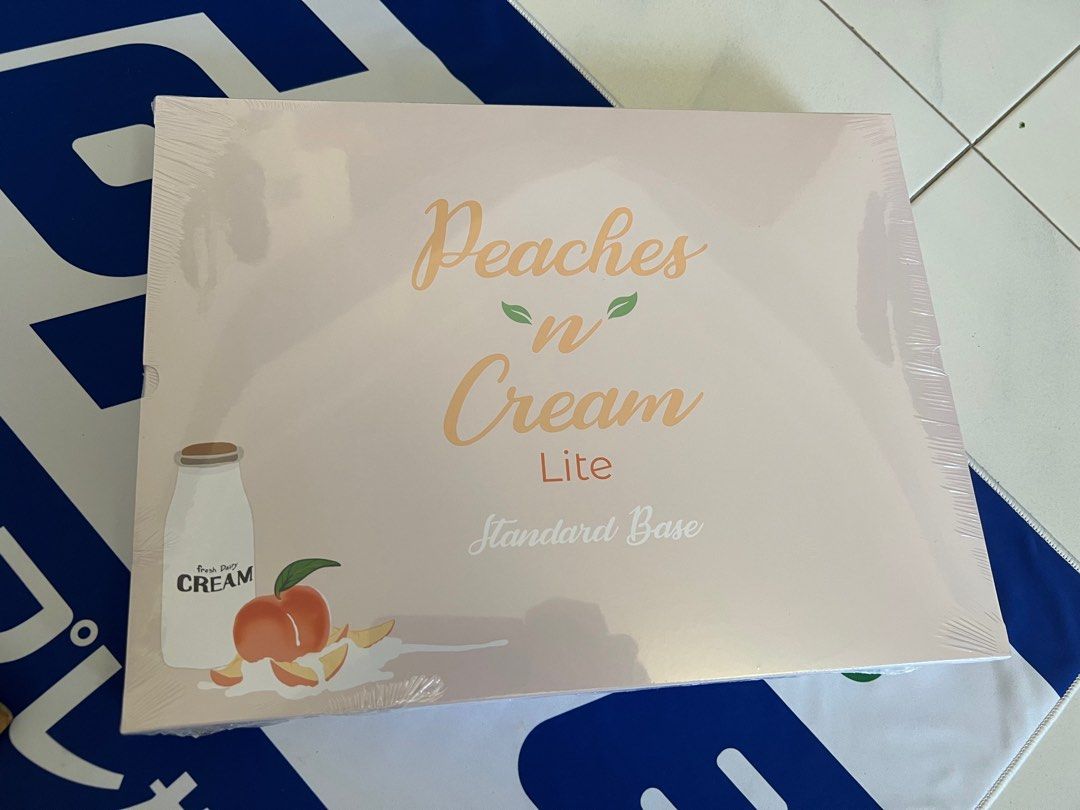 Peaches
n
Cream
Lite
Standard Base
fresh Dairy
CREAM